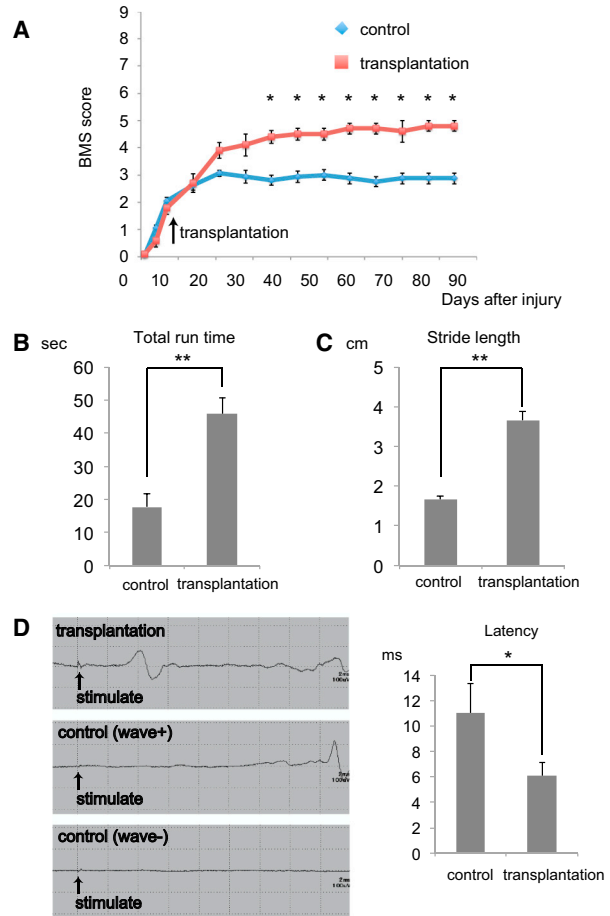 A
BMS score
9
8
7
6
5
4
3
2
1
0
control
transplantation
* * * * * * * *
transplantation
0 10 20 30 40 50 60 70 80 90
Days after injury
B
sec
Total run time
**
60
50
40
30
20
10
0
control transplantation
C
cm
Stride length
**
5
4
3
2
1
0
control transplantation
D
transplantation
stimulate
control (wave+)
stimulate
control (wave-)
stimulate
Latency
ms
*
14
12
10
8
6
4
2
0
control transplantation